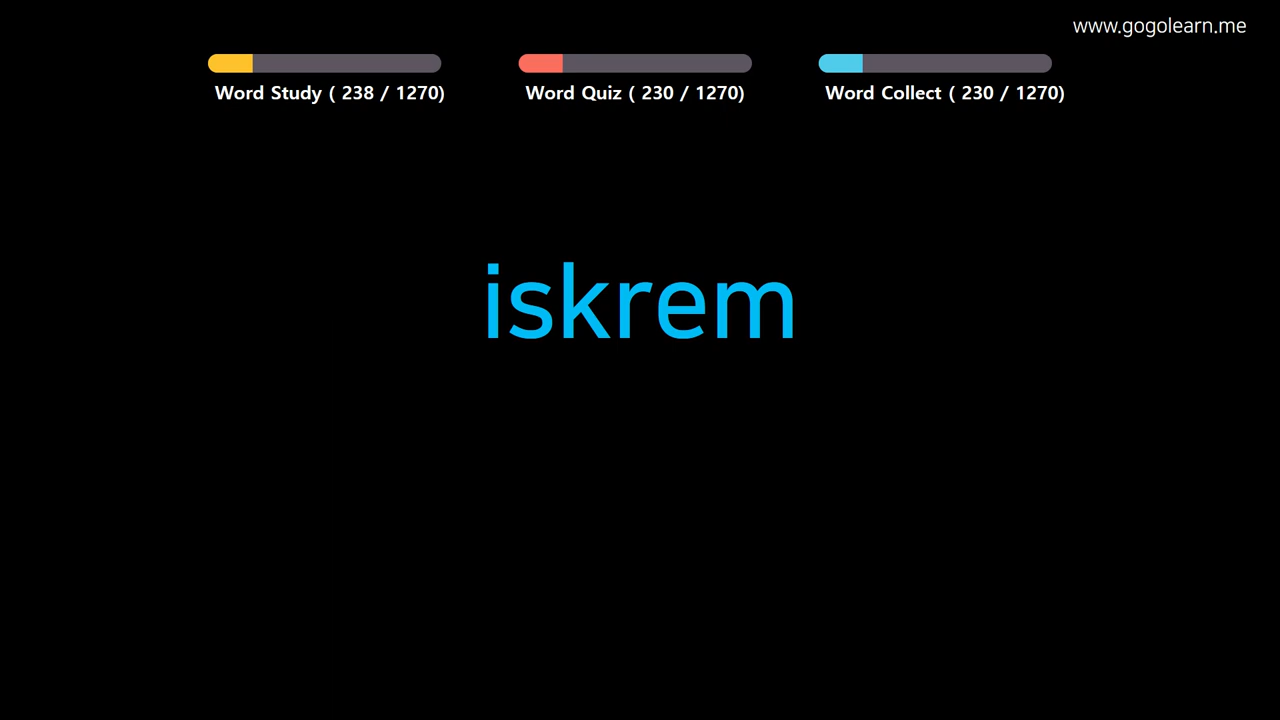 www.gogolearn.me
Word Study ( 238 / 1270)
Word Quiz ( 230 / 1270)
Word Collect ( 230 / 1270)
iskrem